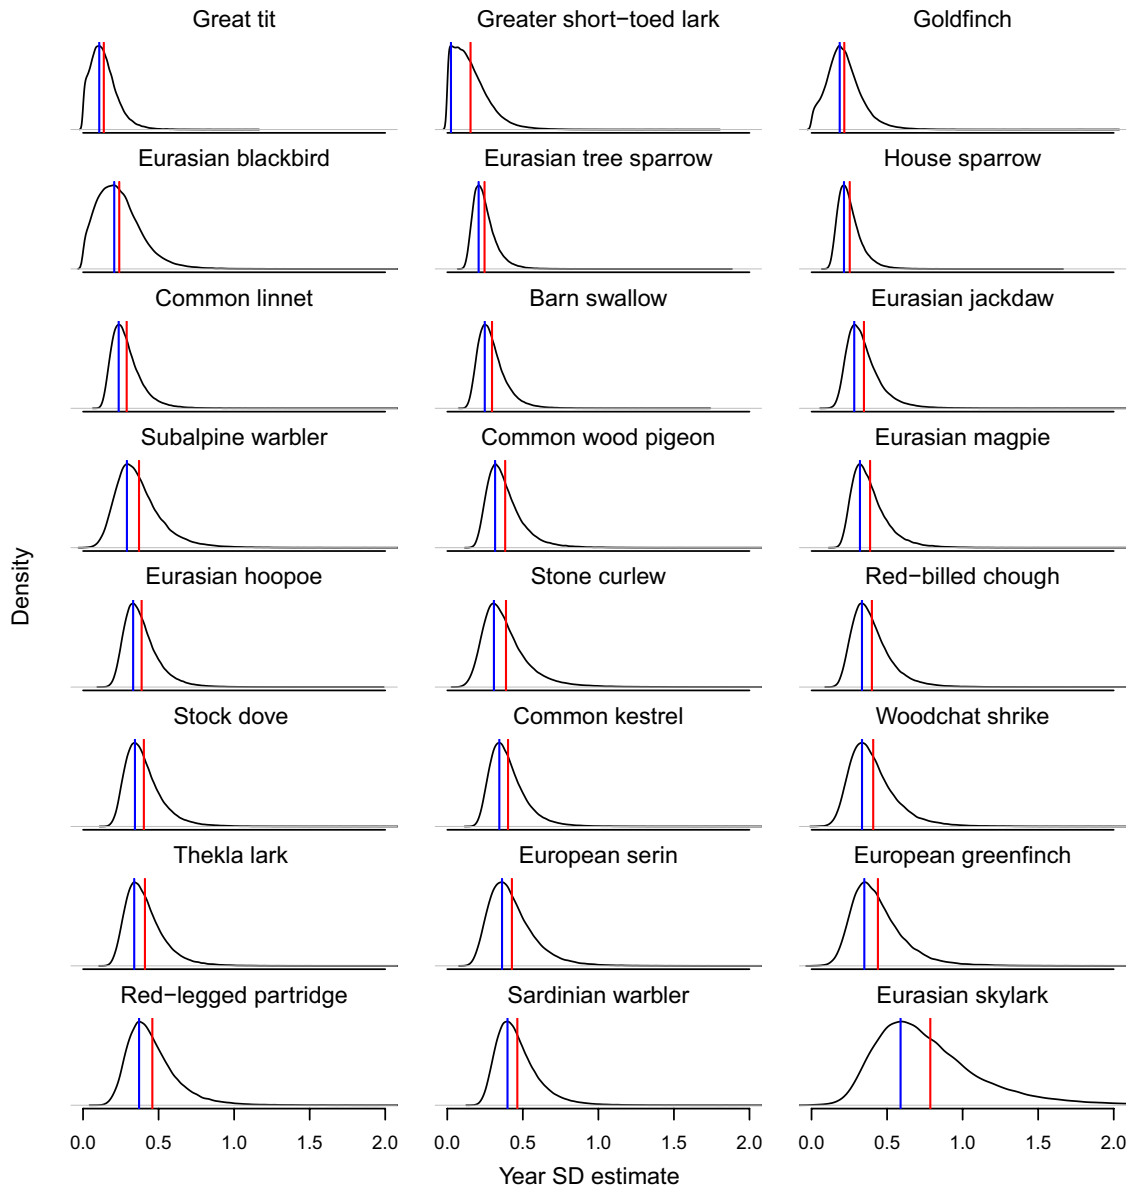 Great tit
Greater short−toed lark
Goldfinch
Eurasian blackbird
Eurasian tree sparrow
House sparrow
Common linnet
Barn swallow
Eurasian jackdaw
Subalpine warbler
Common wood pigeon
Eurasian magpie
Density
Eurasian hoopoe
Stone curlew
Red−billed chough
Stock dove
Common kestrel
Woodchat shrike
Thekla lark
European serin
European greenfinch
Red−legged partridge
Sardinian warbler
Eurasian skylark
0.0 0.5 1.0 1.5 2.0
0.0 0.5 1.0 1.5 2.0
0.0 0.5 1.0 1.5 2.0
Year SD estimate